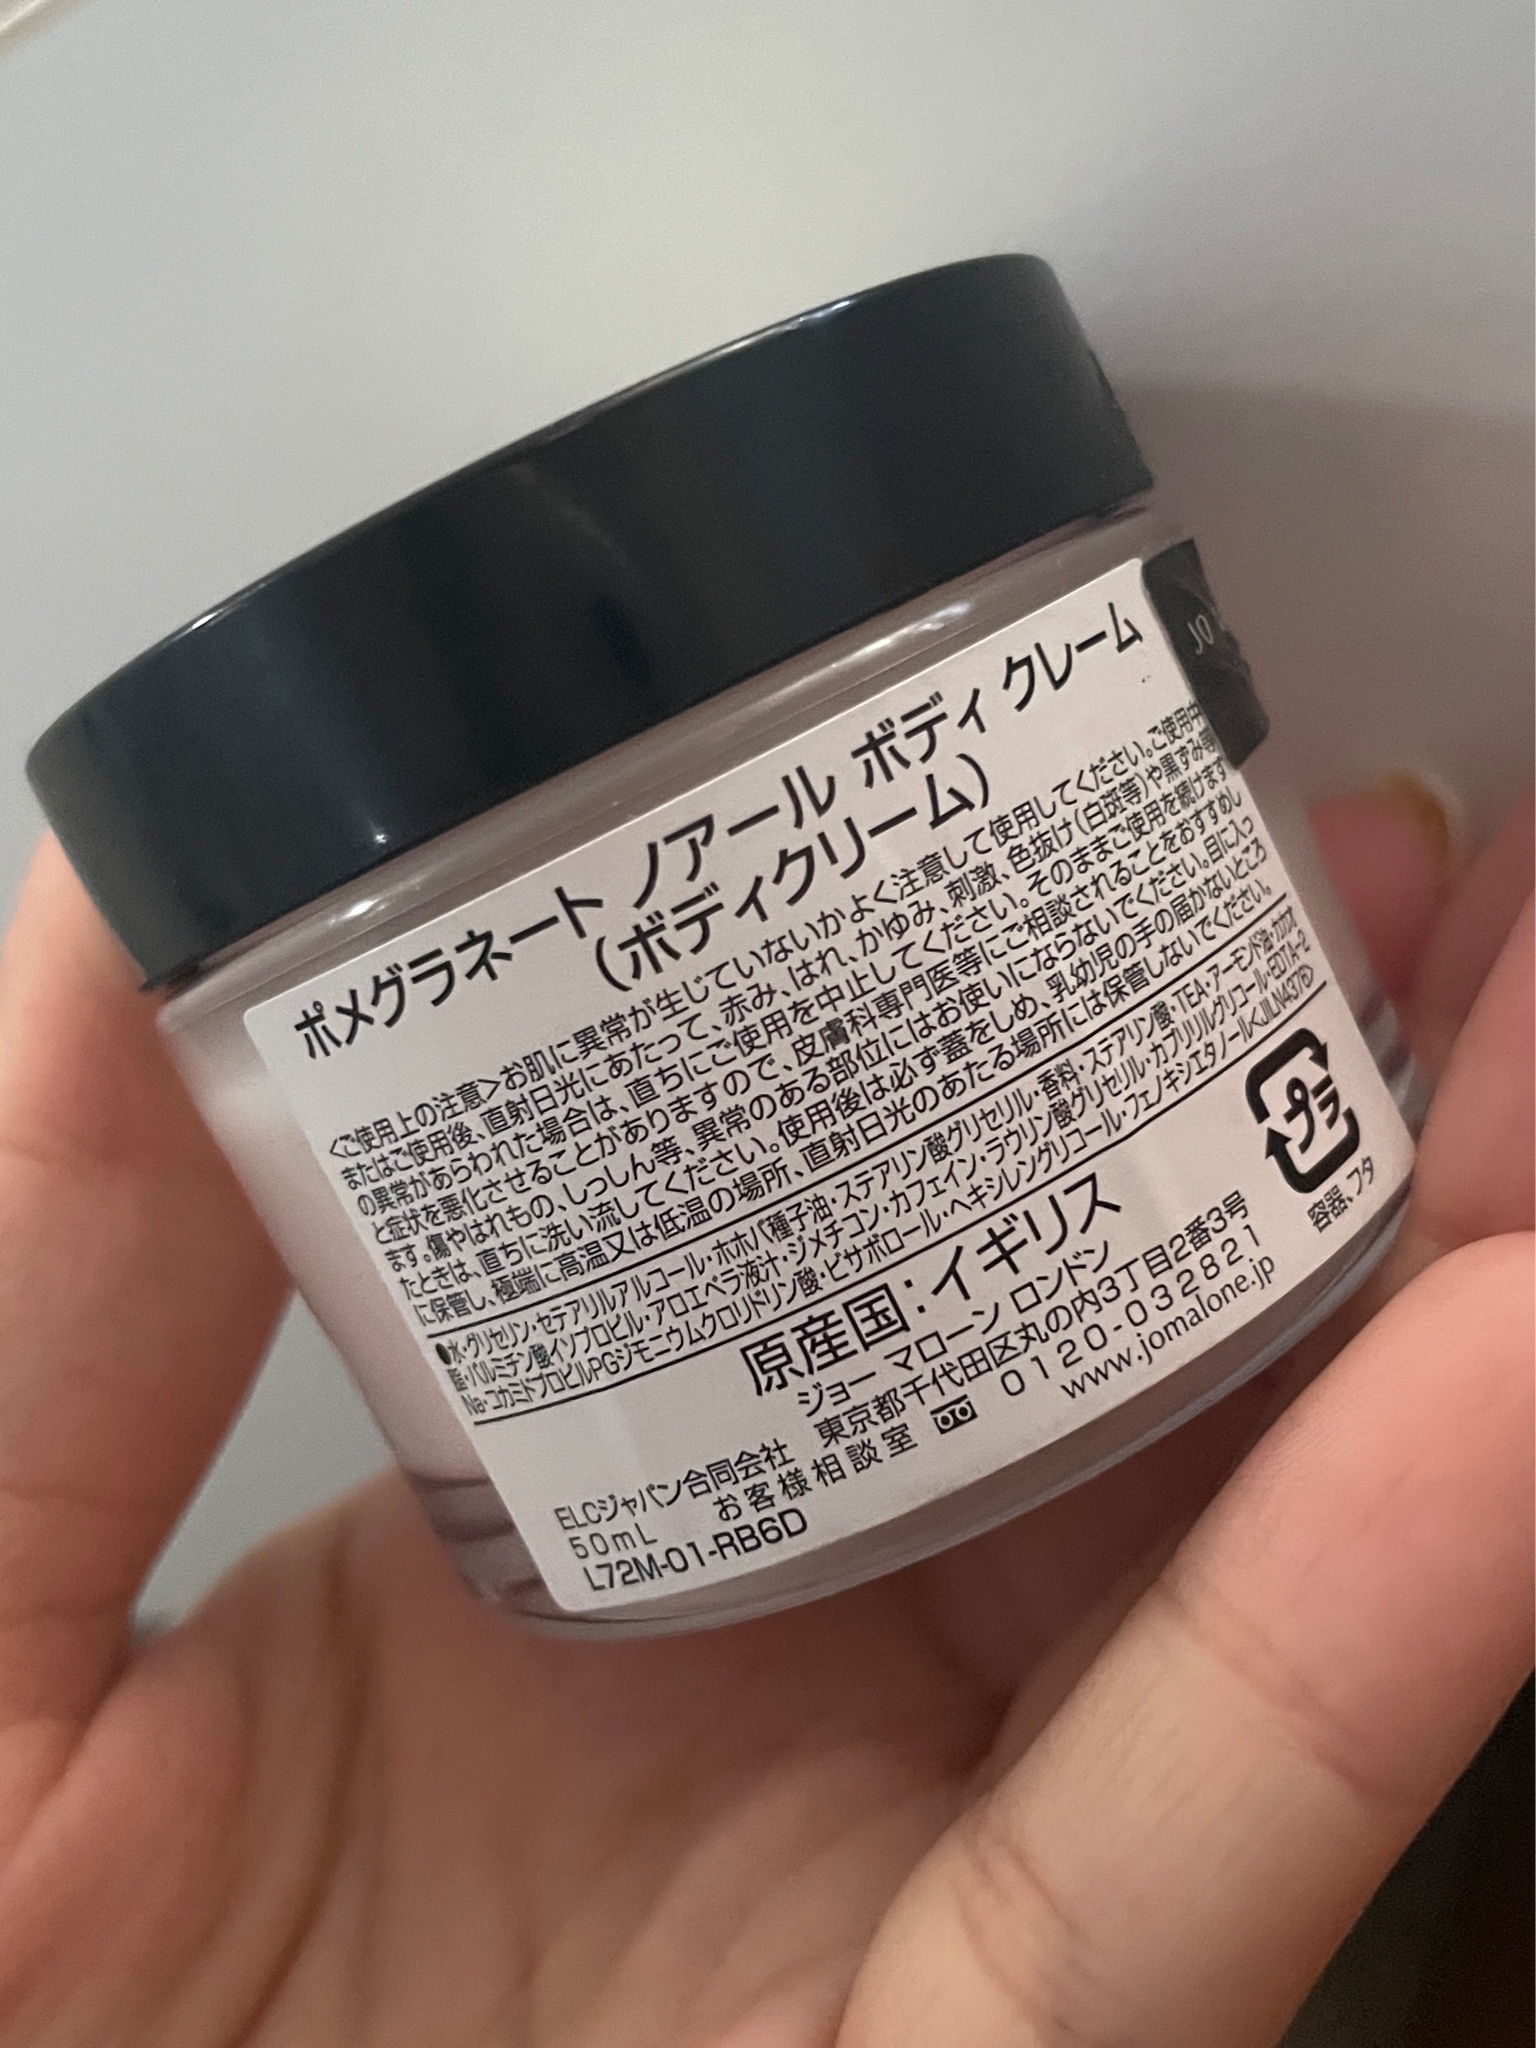 ポメグラネート ノアール ボディ クレーム
（ボディクリーム）
＜ご使用上の注意＞お肌に異常が生じていないかよく注意して使用してください。ご使用中
またはご使用後、直射日光にあたって、赤み、はれ、かゆみ、刺激、色抜け（白斑等）や黒ずみ等
の異常があらわれた場合は、直ちにご使用を中止してください。そのままご使用を続けます
と症状を悪化させることがありますので、皮膚科専門医等にご相談されることをおすすめし
ます。傷やはれもの、しっしん等、異常のある部位にはお使いにならないでください。目に入っ
たときは、直ちに洗い流してください。使用後は必ず蓋をしめ、乳幼児の手の届かないところ
に保管し、極端に高温又は低温の場所、直射日光のあたる場所には保管しないでください。
●水・グリセリン・セテアリルアルコール・ホホバ種子油・ステアリン酸グリセリル・香料・ステアリン酸・TEA・アーモンド油・カカオ
脂・パルミチン酸イソプロピル・アロエベラ液汁・ジメチコン・カフェイン・ラウリン酸グリセリル・カプリリルグリコール・EDTA-2
Na・コカミドプロピルPGジモニウムクロリドリン酸・ビサボロール・ヘキシレングリコール・フェノキシエタノール<JLN4376>
原産国：イギリス
ジョー マローン ロンドン
ELCジャパン合同会社 東京都千代田区丸の内3丁目2番3号
50mL お客様相談室 0120-032821
L72M-01-RB6D www.jomalone.jp
プラ
容器、フタ
JO